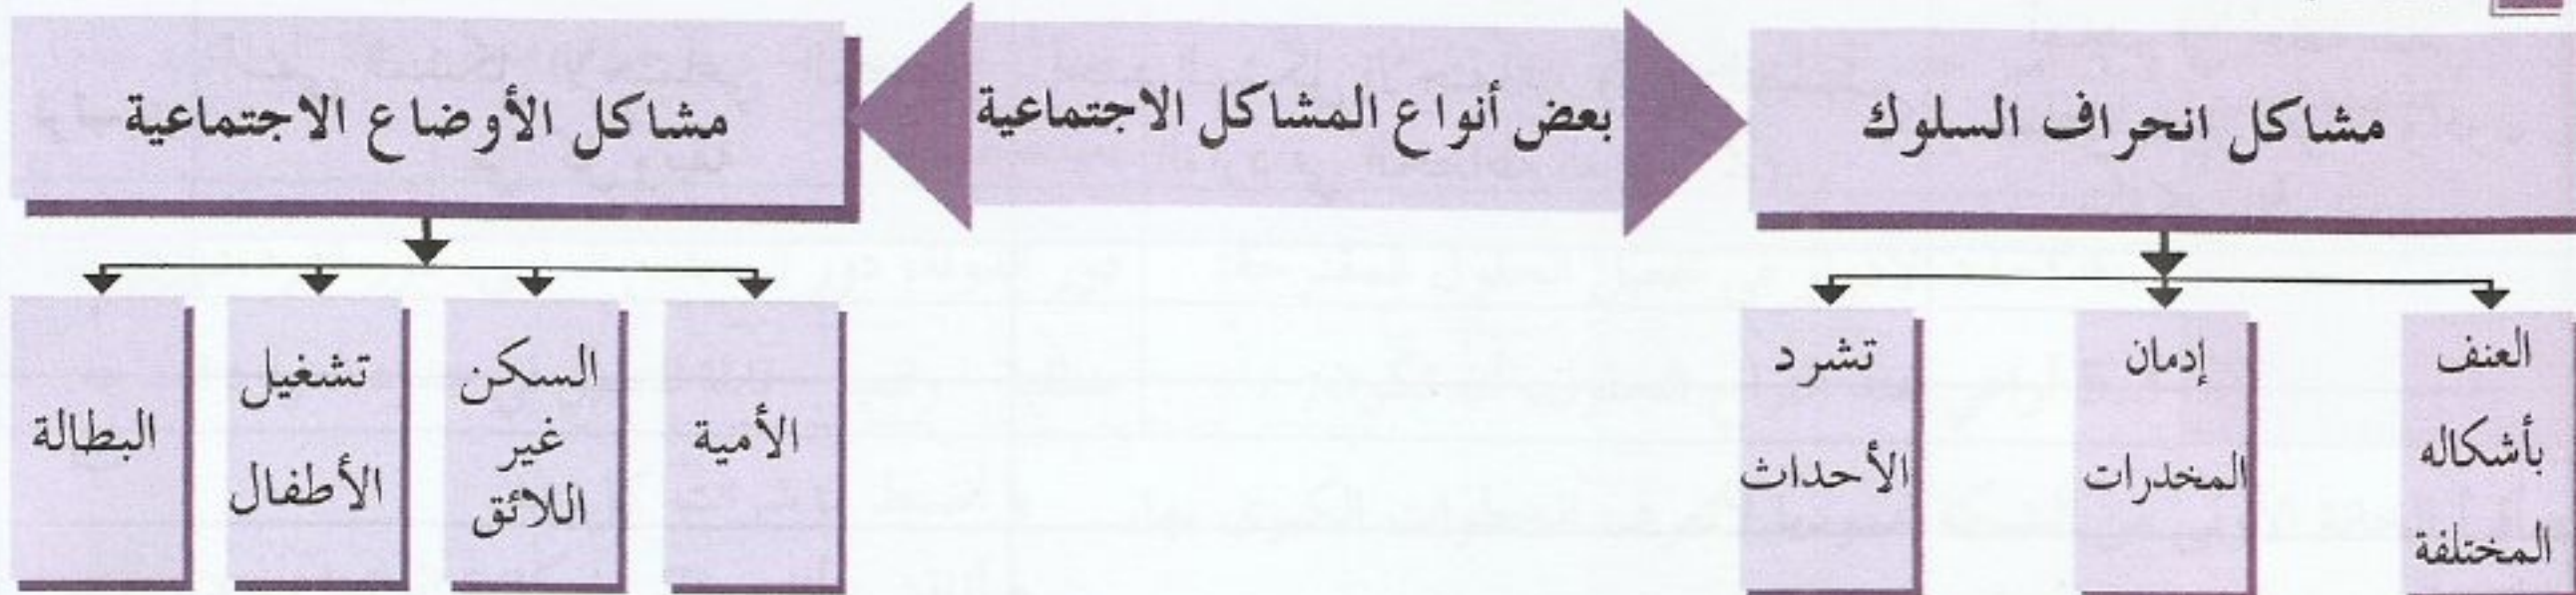 مشاكل انحراف السلوك
بعض أنواع المشاكل الاجتماعية
مشاكل الأوضاع الاجتماعية
العنف
بأشكاله
المختلفة
إدمان
المخدرات
تشرد
الأحداث
الأمية
السكن
غير
اللائق
تشغيل
الأطفال
البطالة